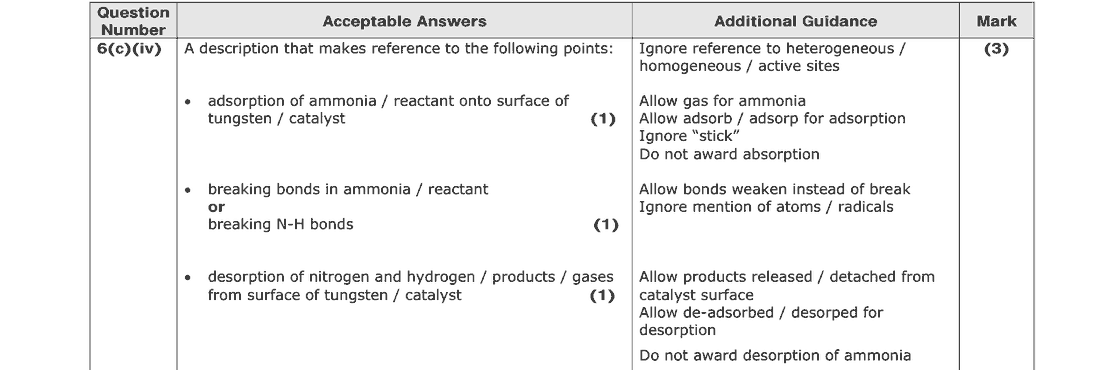 Question Number
Acceptable Answers
Additional Guidance
Mark
6(c)(iv)
A description that makes reference to the following points:
Ignore reference to heterogeneous /
homogeneous / active sites
(3)
• adsorption of ammonia / reactant onto surface of
tungsten / catalyst (1)
Allow gas for ammonia
Allow adsorb / adsorp for adsorption
Ignore “stick”
Do not award absorption
• breaking bonds in ammonia / reactant
or
breaking N-H bonds (1)
Allow bonds weaken instead of break
Ignore mention of atoms / radicals
• desorption of nitrogen and hydrogen / products / gases
from surface of tungsten / catalyst (1)
Allow products released / detached from
catalyst surface
Allow de-adsorbed / desorped for
desorption
Do not award desorption of ammonia